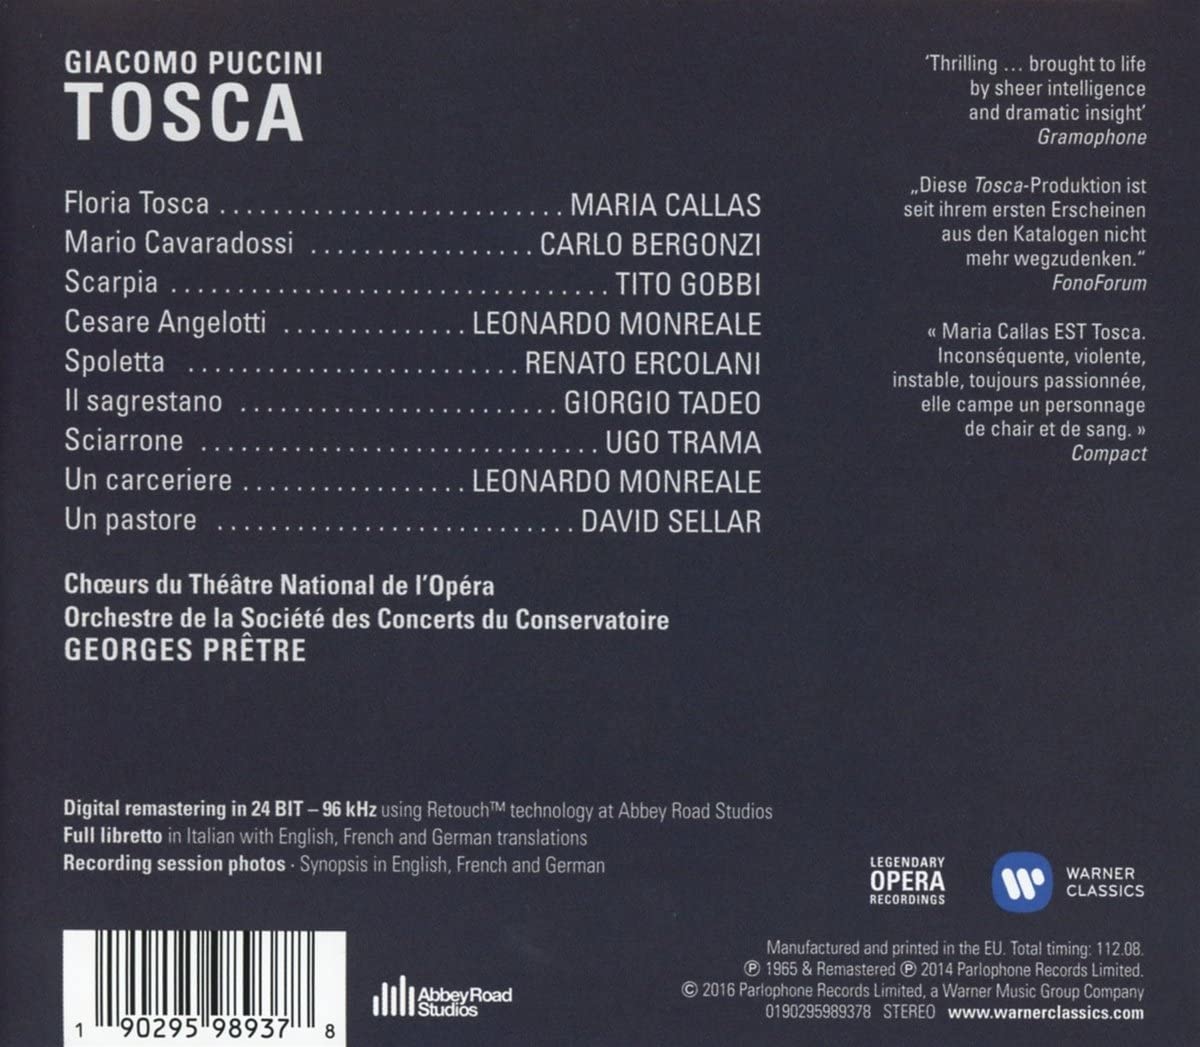 GIACOMO PUCCINI
TOSCA
Floria Tosca .......................... MARIA CALLAS
Mario Cavaradossi ................. CARLO BERGONZI
Scarpia ................................. TITO GOBBI
Cesare Angelotti .............. LEONARDO MONREALE
Spoletta ......................... RENATO ERCOLANI
Il sagrestano ........................ GIORGIO TADEO
Sciarrone .............................. UGO TRAMA
Un carceriere ................. LEONARDO MONREALE
Un pastore ........................... DAVID SELLAR
Chœurs du Théâtre National de l'Opéra
Orchestre de la Société des Concerts du Conservatoire
GEORGES PRÊTRE
'Thrilling ... brought to life
by sheer intelligence
and dramatic insight'
Gramophone
„Diese Tosca-Produktion ist
seit ihrem ersten Erscheinen
aus den Katalogen nicht
mehr wegzudenken.“
FonoForum
« Maria Callas EST Tosca.
Inconséquente, violente,
instable, toujours passionnée,
elle campe un personnage
de chair et de sang. »
Compact
Digital remastering in 24 BIT – 96 kHz using Retouch™ technology at Abbey Road Studios
Full libretto in Italian with English, French and German translations
Recording session photos · Synopsis in English, French and German
LEGENDARY
OPERA
RECORDINGS
WARNER
CLASSICS
1 90295 98937 8
AbbeyRoad
Studios
Manufactured and printed in the EU. Total timing: 112.08.
℗ 1965 & Remastered ℗ 2014 Parlophone Records Limited.
© 2016 Parlophone Records Limited, a Warner Music Group Company
0190295989378 STEREO www.warnerclassics.com